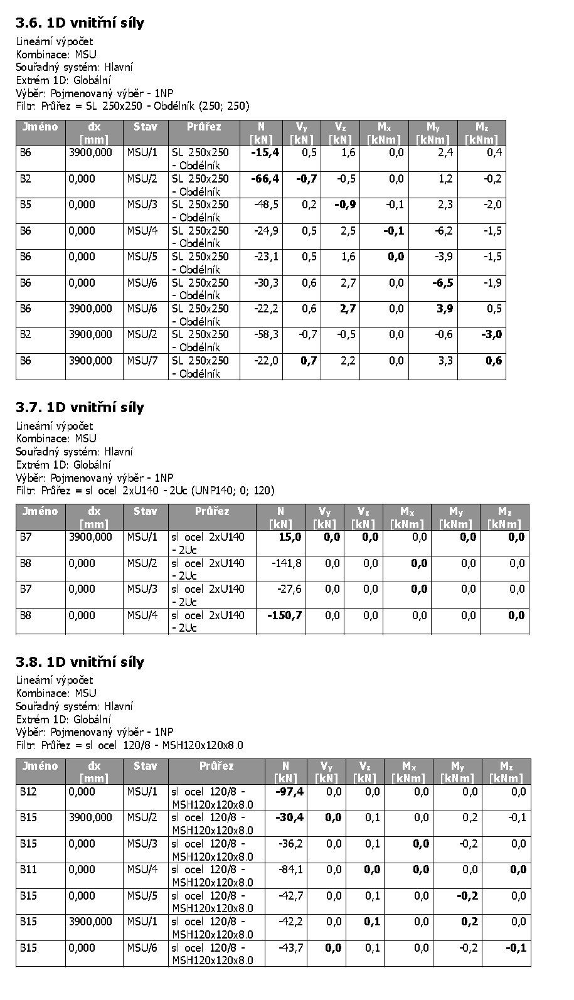 3.6. 1D vnitřní síly
Lineární výpočet
Kombinace: MSU
Souřadný systém: Hlavní
Extrém 1D: Globální
Výběr: Pojmenovaný výběr - 1NP
Filtr: Průřez = SL 250x250 - Obdélník (250; 250)
Jméno dx Stav Průřez N Vy Vz Mx My Mz
[mm] [kN] [kN] [kN] [kNm] [kNm] [kNm]
B6 3900,000 MSU/1 SL 250x250 -15,4 0,5 1,6 0,0 2,4 0,4
- Obdélník
B2 0,000 MSU/2 SL 250x250 -66,4 -0,7 -0,5 0,0 1,2 -0,2
- Obdélník
B5 0,000 MSU/3 SL 250x250 -48,5 0,2 -0,9 -0,1 2,3 -2,0
- Obdélník
B6 0,000 MSU/4 SL 250x250 -24,9 0,5 2,5 -0,1 -6,2 -1,5
- Obdélník
B6 0,000 MSU/5 SL 250x250 -23,1 0,5 1,6 0,0 -3,9 -1,5
- Obdélník
B6 0,000 MSU/6 SL 250x250 -30,3 0,6 2,7 0,0 -6,5 -1,9
- Obdélník
B6 3900,000 MSU/6 SL 250x250 -22,2 0,6 2,7 0,0 3,9 0,5
- Obdélník
B2 3900,000 MSU/2 SL 250x250 -58,3 -0,7 -0,5 0,0 -0,6 -3,0
- Obdélník
B6 3900,000 MSU/7 SL 250x250 -22,0 0,7 2,2 0,0 3,3 0,6
- Obdélník
3.7. 1D vnitřní síly
Lineární výpočet
Kombinace: MSU
Souřadný systém: Hlavní
Extrém 1D: Globální
Výběr: Pojmenovaný výběr - 1NP
Filtr: Průřez = sl ocel 2xU140 - 2Uc (UNP140; 0; 120)
Jméno dx Stav Průřez N Vy Vz Mx My Mz
[mm] [kN] [kN] [kN] [kNm] [kNm] [kNm]
B7 3900,000 MSU/1 sl ocel 2xU140 15,0 0,0 0,0 0,0 0,0 0,0
- 2Uc
B8 0,000 MSU/2 sl ocel 2xU140 -141,8 0,0 0,0 0,0 0,0 0,0
- 2Uc
B7 0,000 MSU/3 sl ocel 2xU140 -27,6 0,0 0,0 0,0 0,0 0,0
- 2Uc
B8 0,000 MSU/4 sl ocel 2xU140 -150,7 0,0 0,0 0,0 0,0 0,0
- 2Uc
3.8. 1D vnitřní síly
Lineární výpočet
Kombinace: MSU
Souřadný systém: Hlavní
Extrém 1D: Globální
Výběr: Pojmenovaný výběr - 1NP
Filtr: Průřez = sl ocel 120/8 - MSH120x120x8.0
Jméno dx Stav Průřez N Vy Vz Mx My Mz
[mm] [kN] [kN] [kN] [kNm] [kNm] [kNm]
B12 0,000 MSU/1 sl ocel 120/8 - -97,4 0,0 0,0 0,0 0,0 0,0
MSH120x120x8.0
B15 3900,000 MSU/2 sl ocel 120/8 - -30,4 0,0 0,1 0,0 0,2 -0,1
MSH120x120x8.0
B15 0,000 MSU/3 sl ocel 120/8 - -36,2 0,0 0,1 0,0 -0,2 0,0
MSH120x120x8.0
B11 0,000 MSU/4 sl ocel 120/8 - -84,1 0,0 0,0 0,0 0,0 0,0
MSH120x120x8.0
B15 0,000 MSU/5 sl ocel 120/8 - -42,7 0,0 0,1 0,0 -0,2 0,0
MSH120x120x8.0
B15 3900,000 MSU/1 sl ocel 120/8 - -42,2 0,0 0,1 0,0 0,2 0,0
MSH120x120x8.0
B15 0,000 MSU/6 sl ocel 120/8 - -43,7 0,0 0,1 0,0 -0,2 -0,1
MSH120x120x8.0